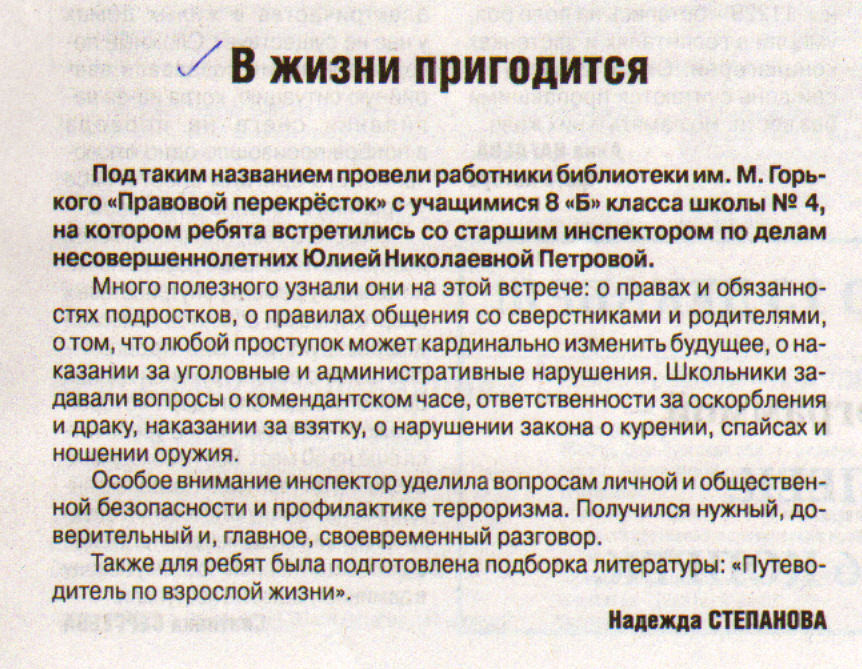 В жизни пригодится
Под таким названием провели работники библиотеки им. М. Горь-
кого «Правовой перекрёсток» с учащимися 8 «Б» класса школы № 4,
на котором ребята встретились со старшим инспектором по делам
несовершеннолетних Юлией Николаевной Петровой.
Много полезного узнали они на этой встрече: о правах и обязанно-
стях подростков, о правилах общения со сверстниками и родителями,
о том, что любой проступок может кардинально изменить будущее, о на-
казании за уголовные и административные нарушения. Школьники за-
давали вопросы о комендантском часе, ответственности за оскорбления
и драку, наказании за взятку, о нарушении закона о курении, спайсах и
ношении оружия.
Особое внимание инспектор уделила вопросам личной и обществен-
ной безопасности и профилактике терроризма. Получился нужный, до-
верительный и, главное, своевременный разговор.
Также для ребят была подготовлена подборка литературы: «Путево-
дитель по взрослой жизни».
Надежда СТЕПАНОВА